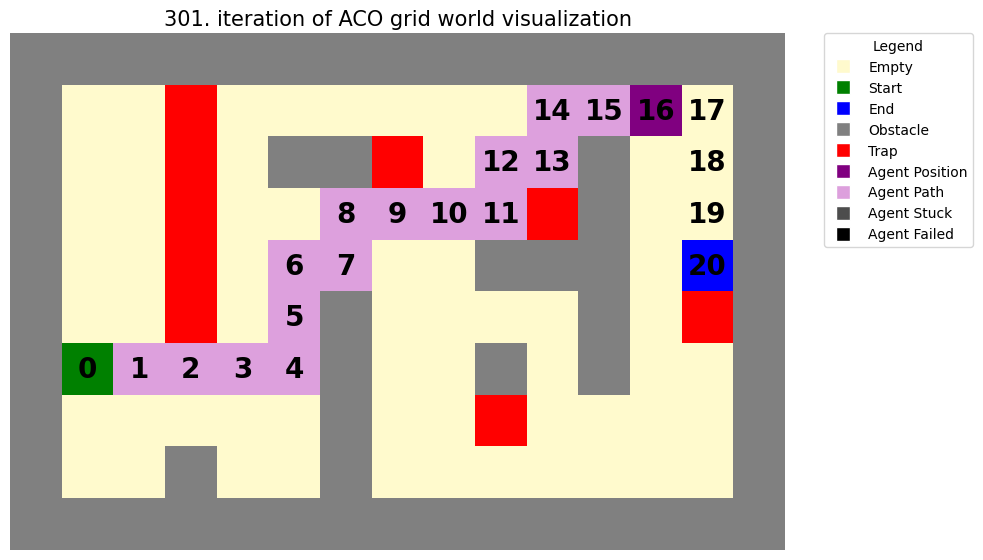 301. iteration of ACO grid world visualization
14 15 16 17
12 13 18
8 9 10 11 19
6 7 20
5
0 1 2 3 4
Legend
Empty
Start
End
Obstacle
Trap
Agent Position
Agent Path
Agent Stuck
Agent Failed